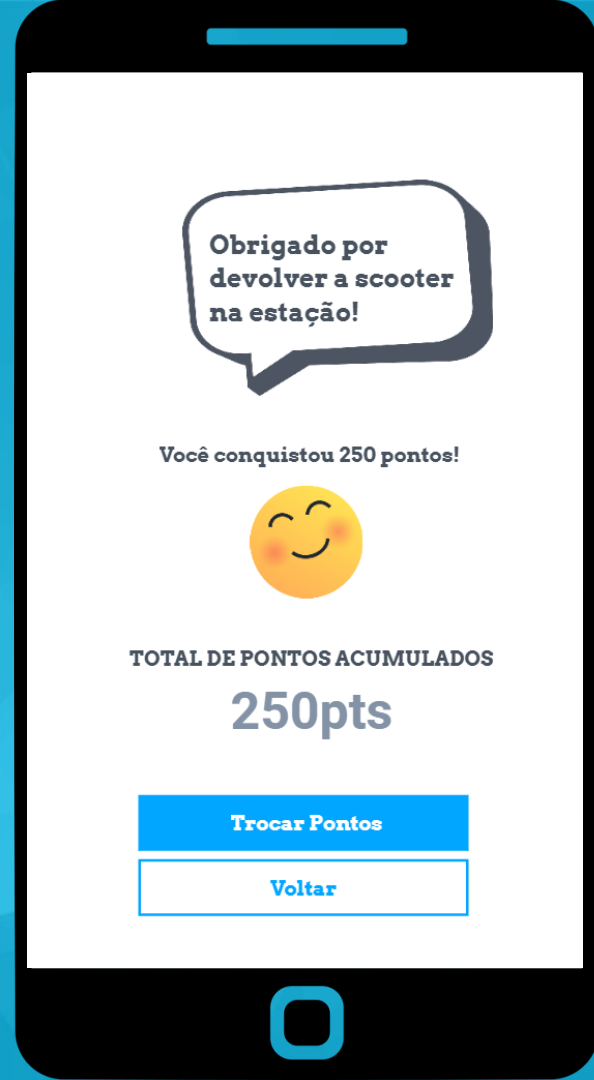 Obrigado por
devolver a scooter
na estação!
Você conquistou 250 pontos!
TOTAL DE PONTOS ACUMULADOS
250pts
Trocar Pontos
Voltar